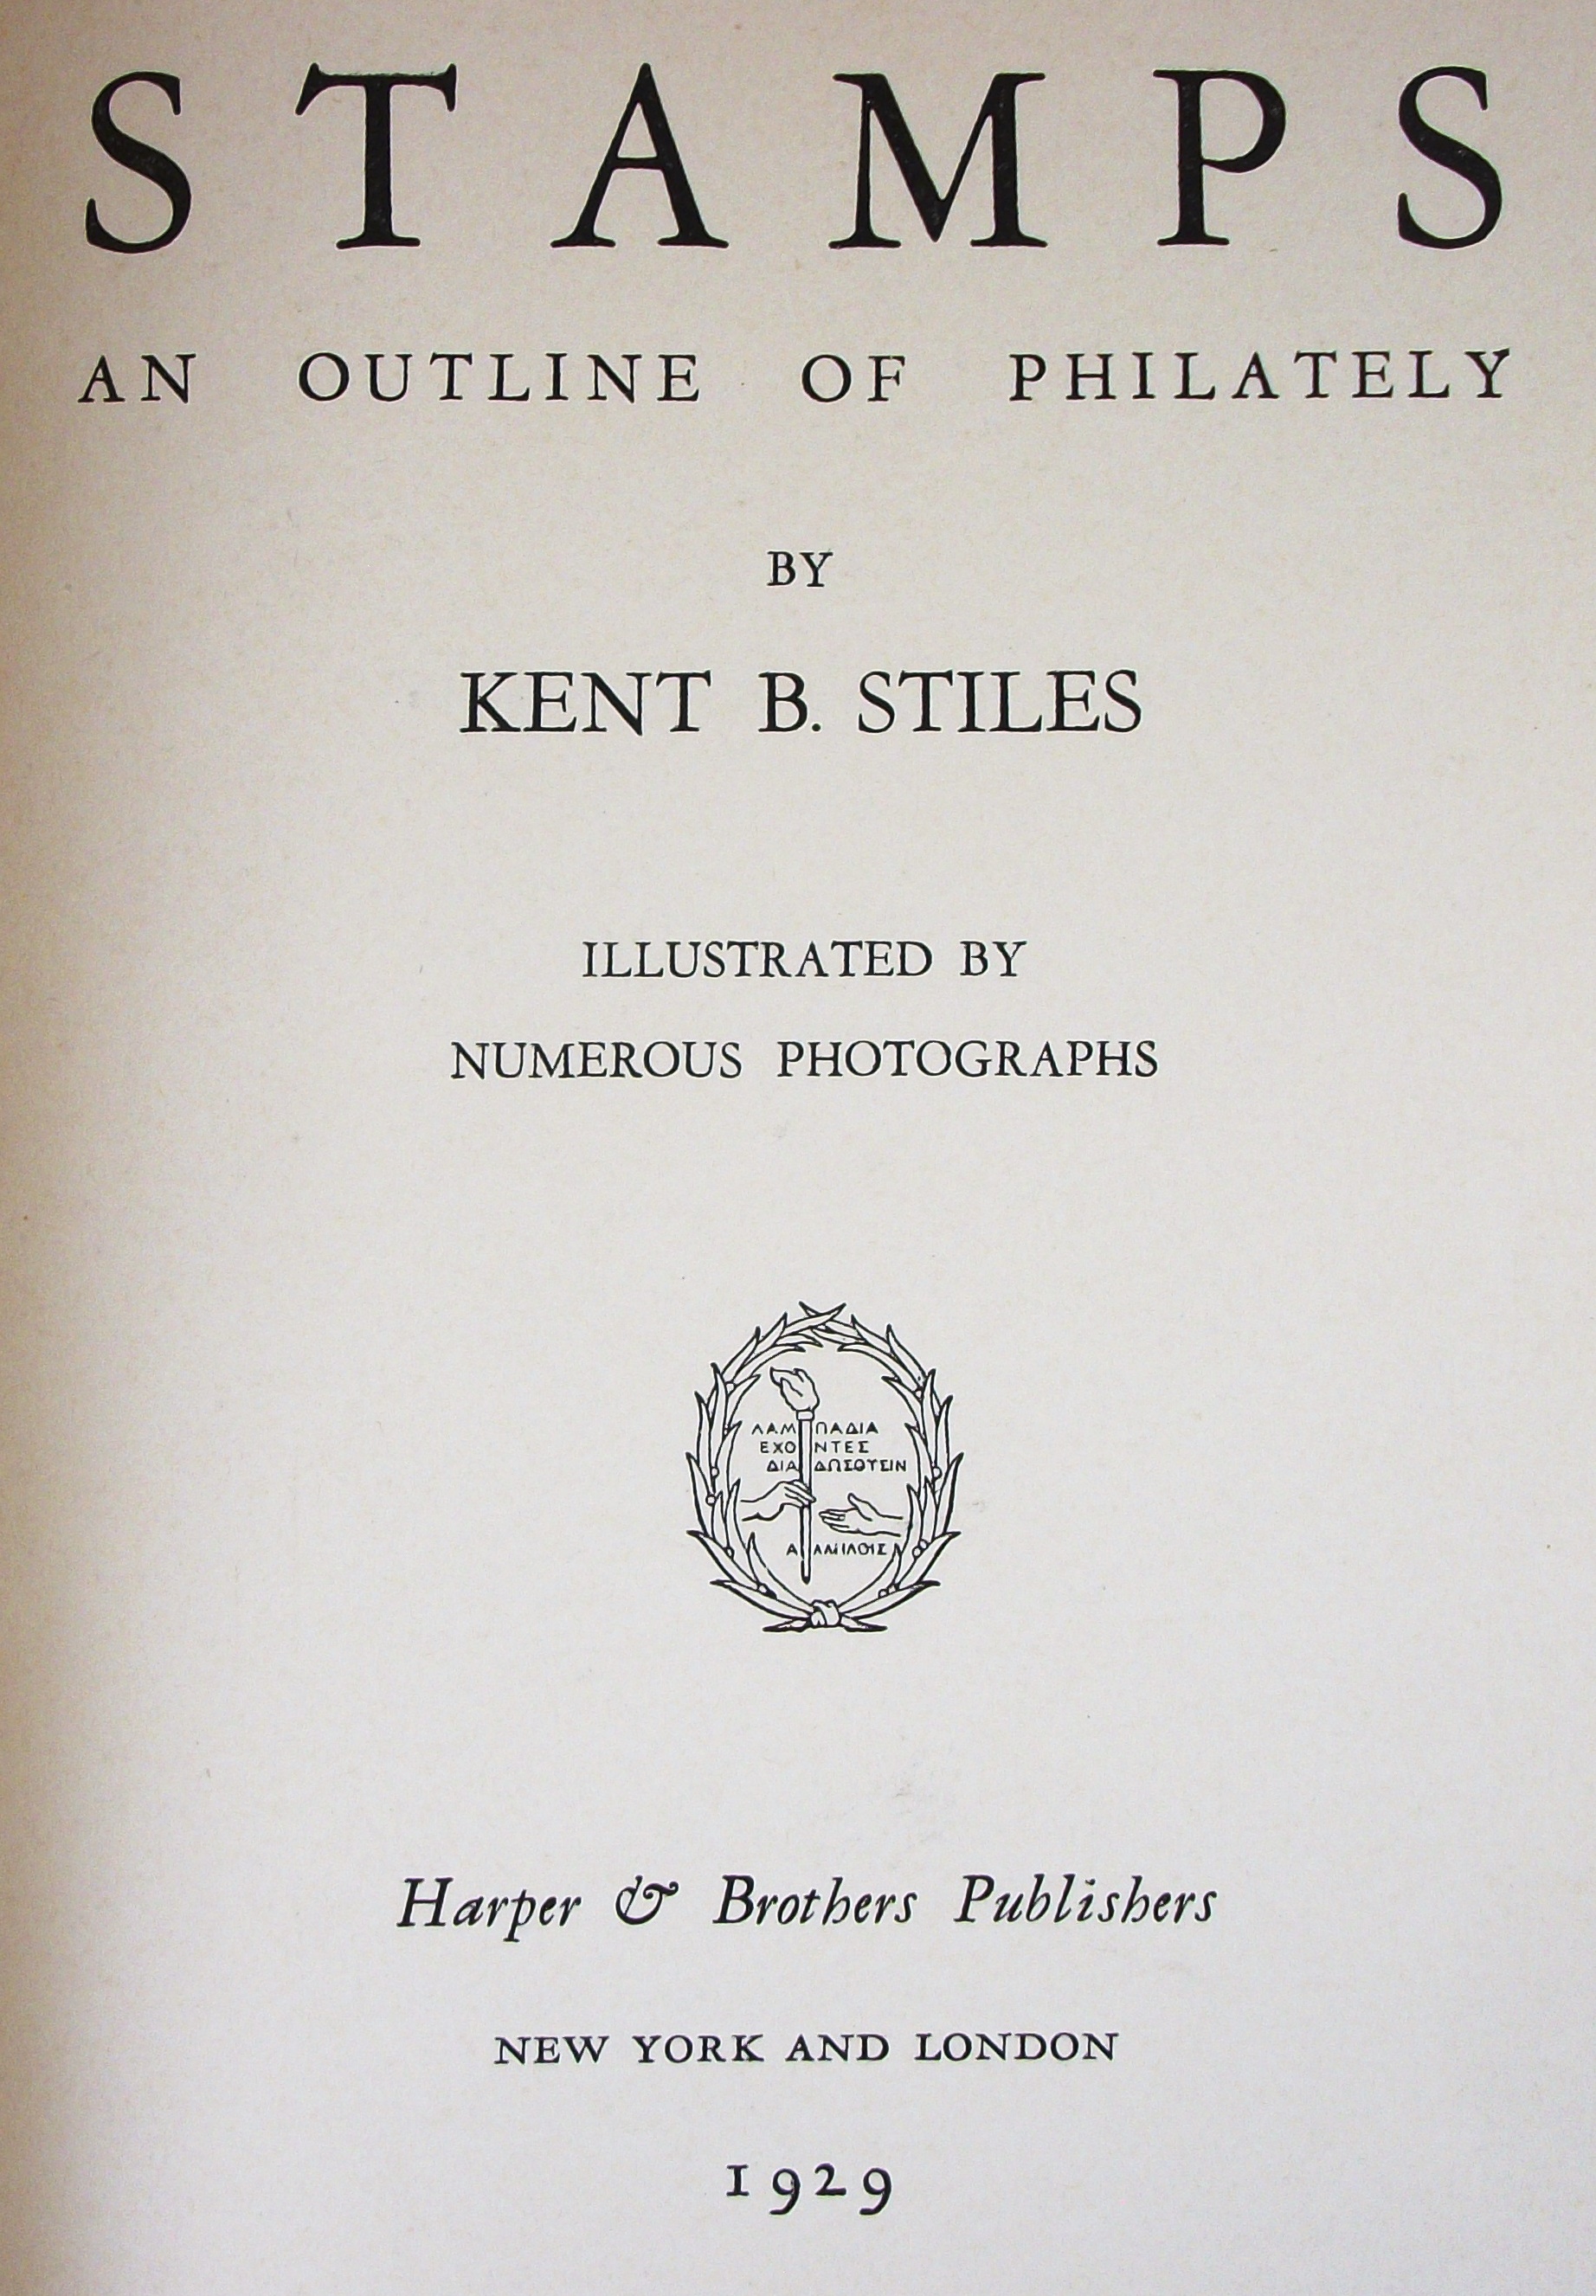 STAMPS
AN OUTLINE OF PHILATELY
BY
KENT B. STILES
ILLUSTRATED BY
NUMEROUS PHOTOGRAPHS
ΛΑΜΠΑΔΙΑ
ΕΧΟΝΤΕΣ
ΔΙΑΔΩΣΟΥΣΙΝ
Harper & Brothers Publishers
NEW YORK AND LONDON
1929